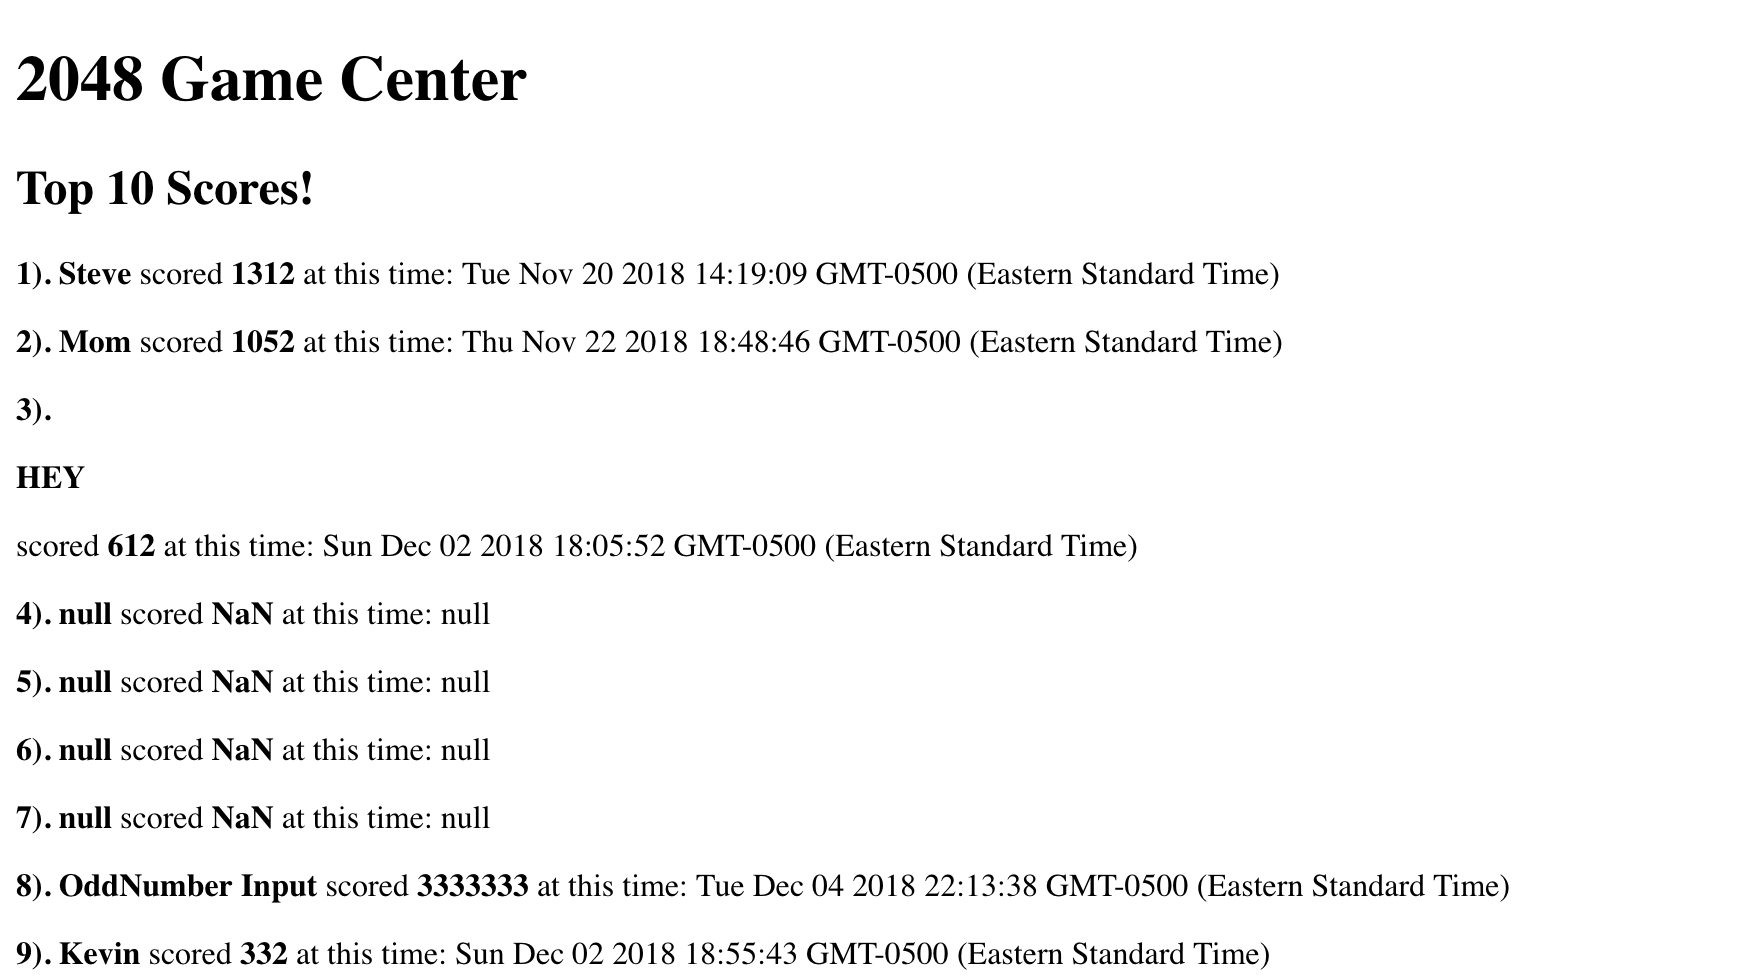 2048 Game Center
Top 10 Scores!
1). Steve scored 1312 at this time: Tue Nov 20 2018 14:19:09 GMT-0500 (Eastern Standard Time)
2). Mom scored 1052 at this time: Thu Nov 22 2018 18:48:46 GMT-0500 (Eastern Standard Time)
3).
HEY
scored 612 at this time: Sun Dec 02 2018 18:05:52 GMT-0500 (Eastern Standard Time)
4). null scored NaN at this time: null
5). null scored NaN at this time: null
6). null scored NaN at this time: null
7). null scored NaN at this time: null
8). OddNumber Input scored 3333333 at this time: Tue Dec 04 2018 22:13:38 GMT-0500 (Eastern Standard Time)
9). Kevin scored 332 at this time: Sun Dec 02 2018 18:55:43 GMT-0500 (Eastern Standard Time)